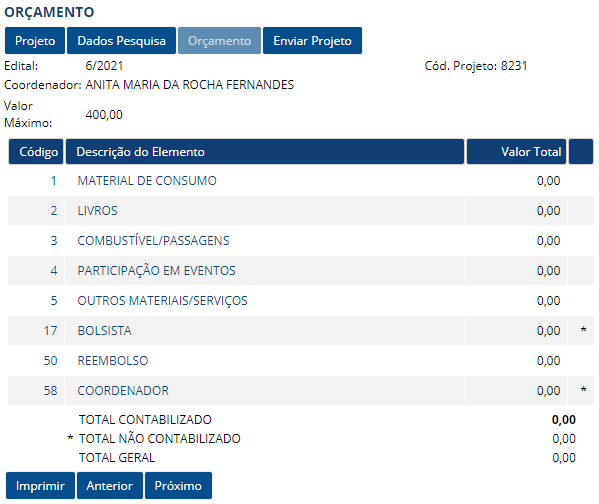 ORÇAMENTO
Projeto Dados Pesquisa Orçamento Enviar Projeto
Edital: 6/2021 Cód. Projeto: 8231
Coordenador: ANITA MARIA DA ROCHA FERNANDES
Valor
Máximo: 400,00
Código Descrição do Elemento Valor Total
1 MATERIAL DE CONSUMO 0,00
2 LIVROS 0,00
3 COMBUSTÍVEL/PASSAGENS 0,00
4 PARTICIPAÇÃO EM EVENTOS 0,00
5 OUTROS MATERIAIS/SERVIÇOS 0,00
17 BOLSISTA 0,00 *
50 REEMBOLSO 0,00
58 COORDENADOR 0,00 *
TOTAL CONTABILIZADO 0,00
* TOTAL NÃO CONTABILIZADO 0,00
TOTAL GERAL 0,00
Imprimir Anterior Próximo